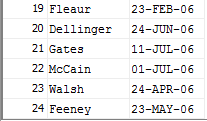 19 Fleaur 23-FEB-06
20 Dellinger 24-JUN-06
21 Gates 11-JUL-06
22 McCain 01-JUL-06
23 Walsh 24-APR-06
24 Feeney 23-MAY-06